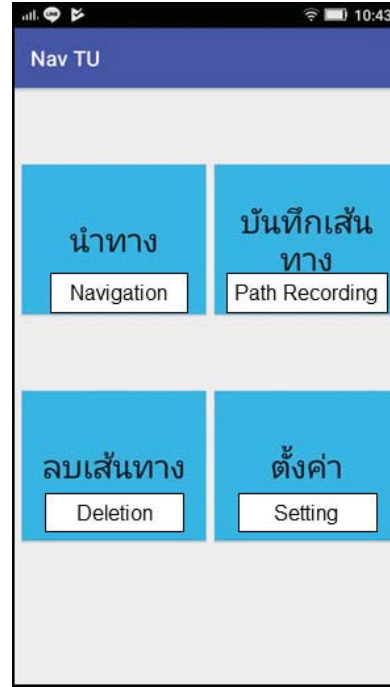 LINE
10:43
Nav TU
นำทาง
Navigation
บันทึกเส้น
ทาง
Path Recording
ลบเส้นทาง
Deletion
ตั้งค่า
Setting